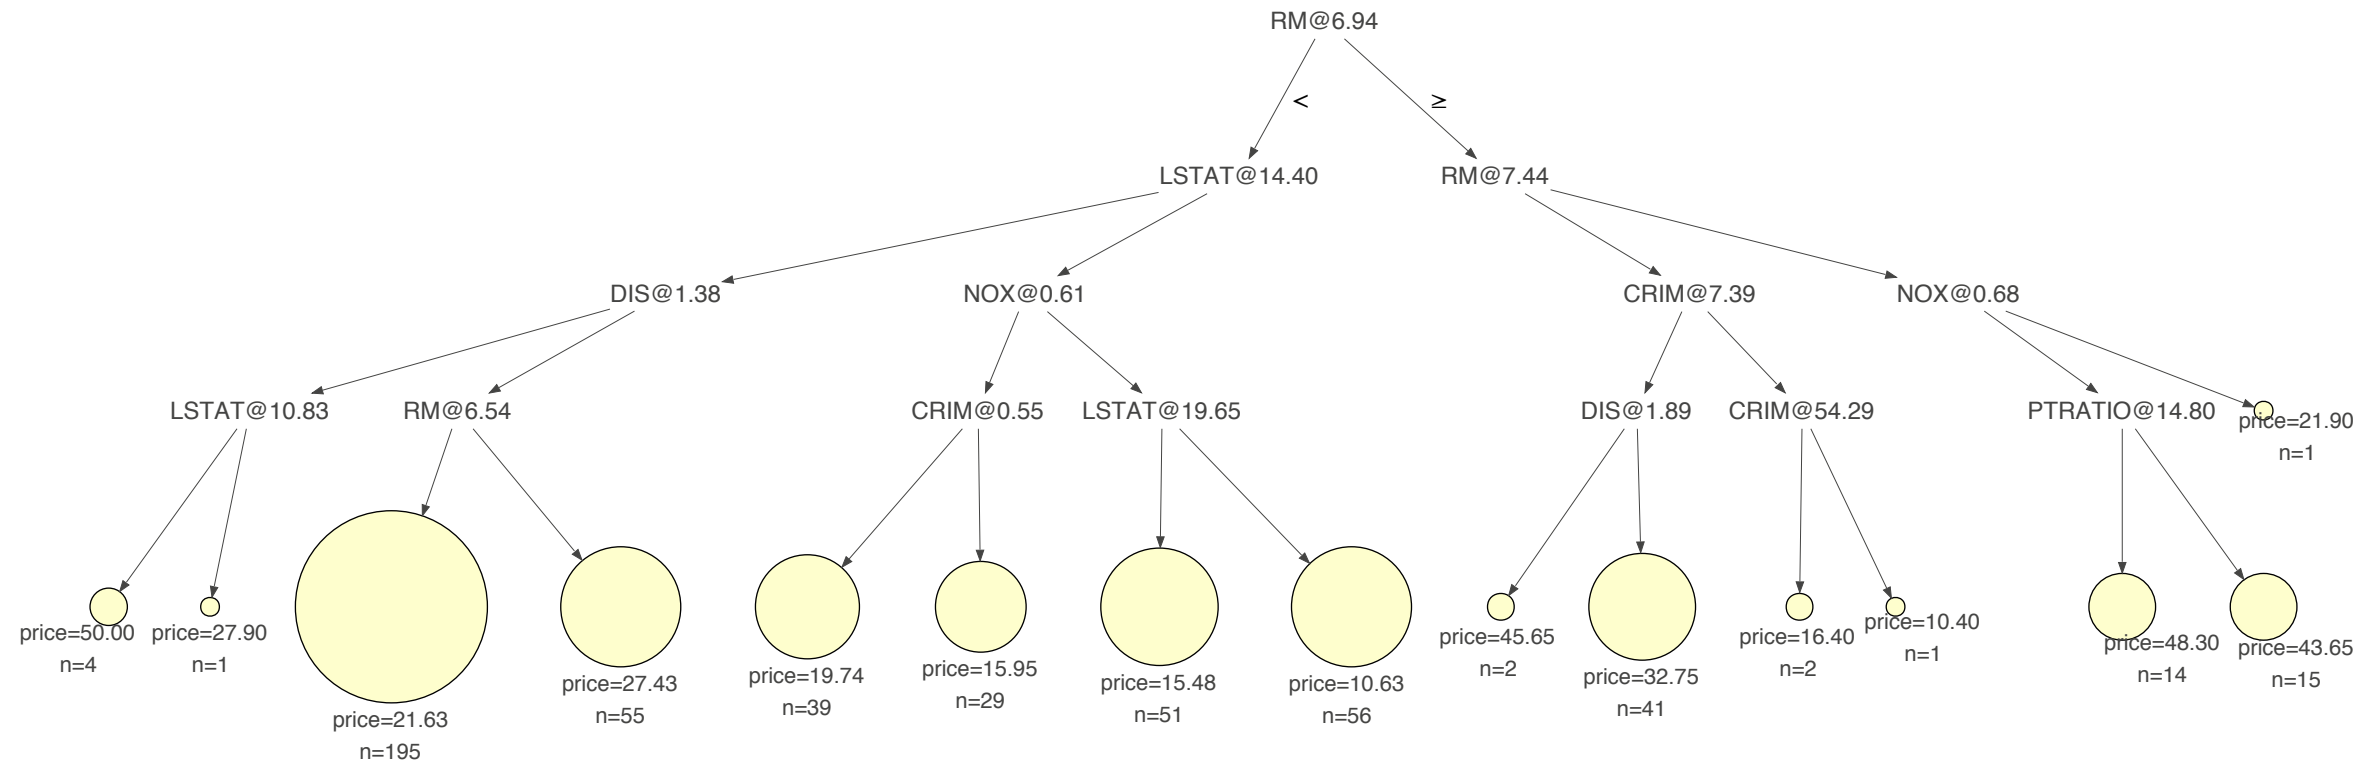 RM@6.94
<
≥
LSTAT@14.40
RM@7.44
DIS@1.38
NOX@0.61
CRIM@7.39
NOX@0.68
LSTAT@10.83
RM@6.54
CRIM@0.55
LSTAT@19.65
DIS@1.89
CRIM@54.29
PTRATIO@14.80
price=21.90
n=1
price=50.00
n=4
price=27.90
n=1
price=21.63
n=195
price=27.43
n=55
price=19.74
n=39
price=15.95
n=29
price=15.48
n=51
price=10.63
n=56
price=45.65
n=2
price=32.75
n=41
price=16.40
n=2
price=10.40
n=1
price=48.30
n=14
price=43.65
n=15